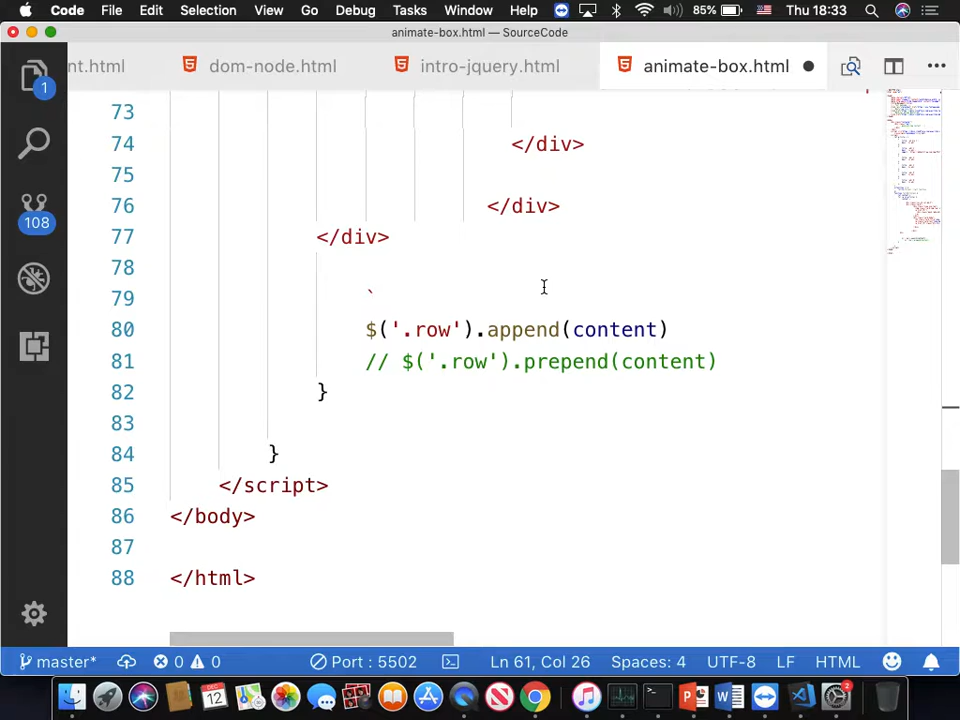 Code File Edit Selection View Go Debug Tasks Window Help 85% Thu 18:33
animate-box.html — SourceCode
nt.html dom-node.html intro-jquery.html animate-box.html
1
108
73
74 </div>
75
76 </div>
77 </div>
78
79 `
80 $('.row').append(content)
81 // $('.row').prepend(content)
82 }
83
84 }
85 </script>
86 </body>
87
88 </html>
master* 0 0 Port : 5502 Ln 61, Col 26 Spaces: 4 UTF-8 LF HTML
12 2